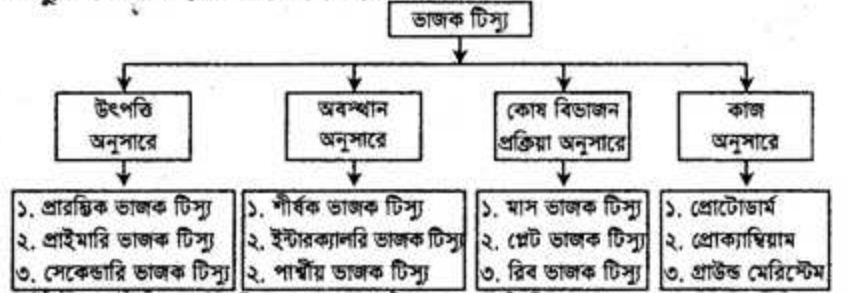 ভাজক টিস্যু
উৎপত্তি
অনুসারে
অবস্থান
অনুসারে
কোষ বিভাজন
প্রক্রিয়া অনুসারে
কাজ
অনুসারে
১. প্রারম্ভিক ভাজক টিস্যু
২. প্রাইমারি ভাজক টিস্যু
৩. সেকেন্ডারি ভাজক টিস্যু
১. শীর্ষক ভাজক টিস্যু
২. ইন্টারক্যালরি ভাজক টিস্যু
২. পার্শ্বীয় ভাজক টিস্যু
১. মাস ভাজক টিস্যু
২. প্লেট ভাজক টিস্যু
৩. রিব ভাজক টিস্যু
১. প্রোটোডার্ম
২. প্রোক্যাম্বিয়াম
৩. গ্রাউন্ড মেরিস্টেম